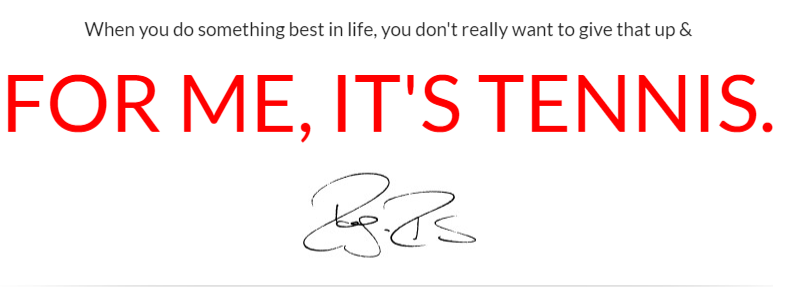 When you do something best in life, you don't really want to give that up &
FOR ME, IT'S TENNIS.